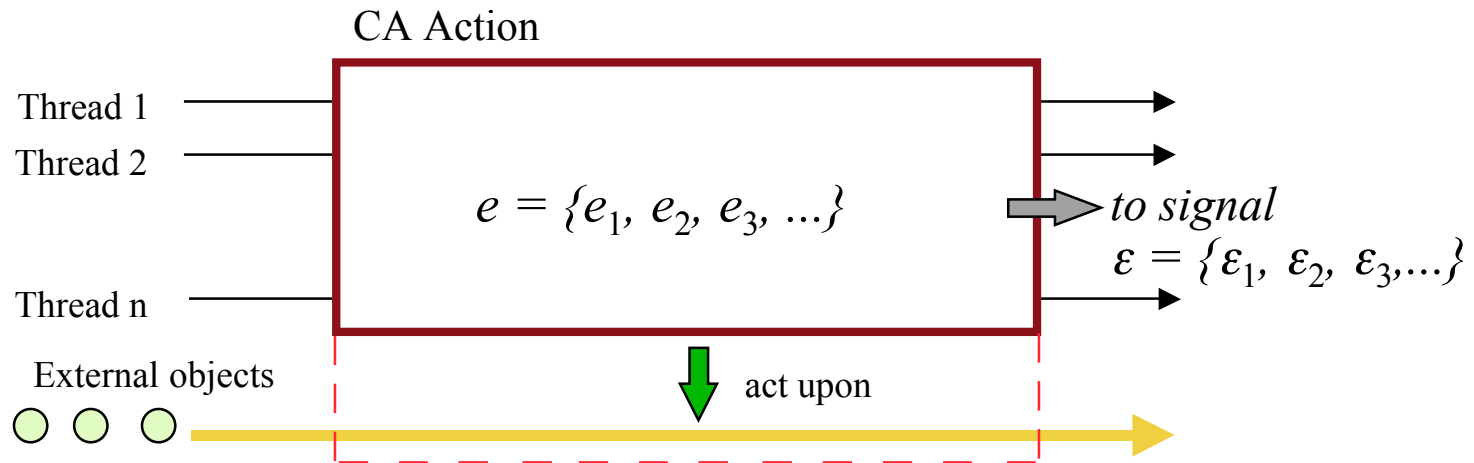 CA Action
Thread 1
Thread 2
e = {e₁, e₂, e₃, ...}
to signal
ε = {ε₁, ε₂, ε₃,...}
Thread n
External objects
act upon